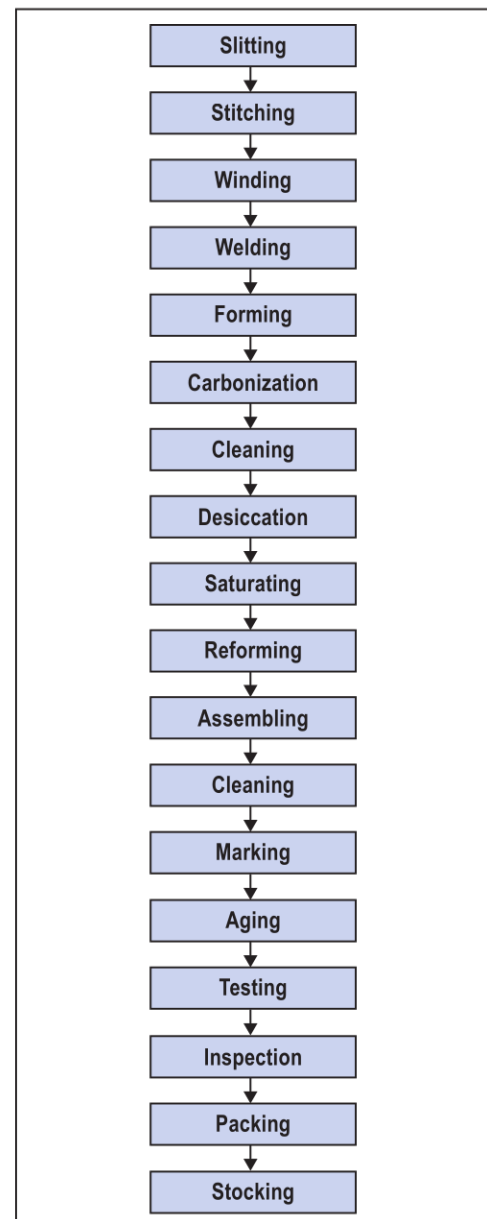 Slitting
Stitching
Winding
Welding
Forming
Carbonization
Cleaning
Desiccation
Saturating
Reforming
Assembling
Cleaning
Marking
Aging
Testing
Inspection
Packing
Stocking